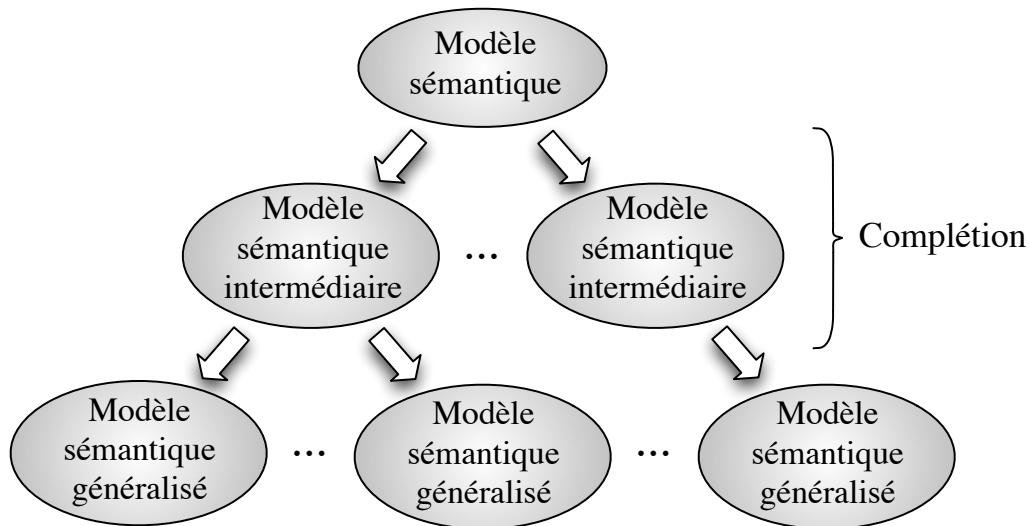 Modèle
sémantique
Modèle
sémantique
intermédiaire
...
Modèle
sémantique
intermédiaire
Complétion
Modèle
sémantique
généralisé
...
Modèle
sémantique
généralisé
...
Modèle
sémantique
généralisé